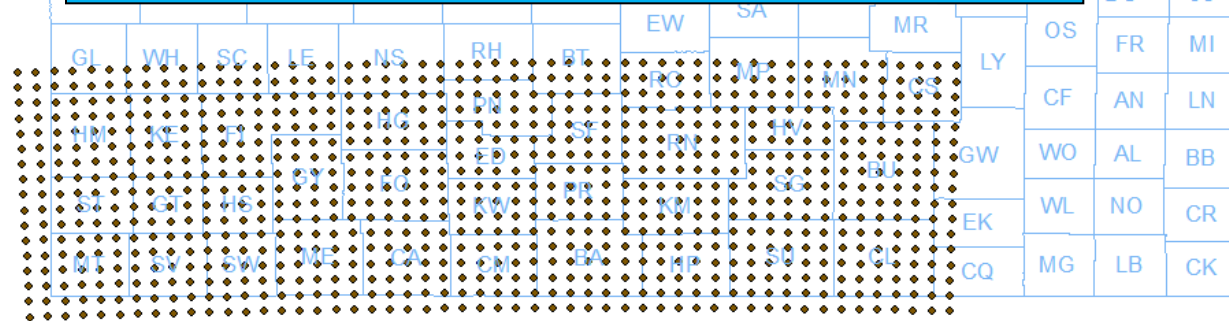 SA
EW MR
OS
GL WH SC LE NS RH BT LY FR MI
RO MP MN CS
CF AN LN
HM KE FI HG PN SF RN HV
GW WO AL BB
GY FO ED PR SG BU
ST GT HS KW KM
WL NO CR
EK
MT SV SW ME CA CM BA HP SU CL CQ MG LB CK